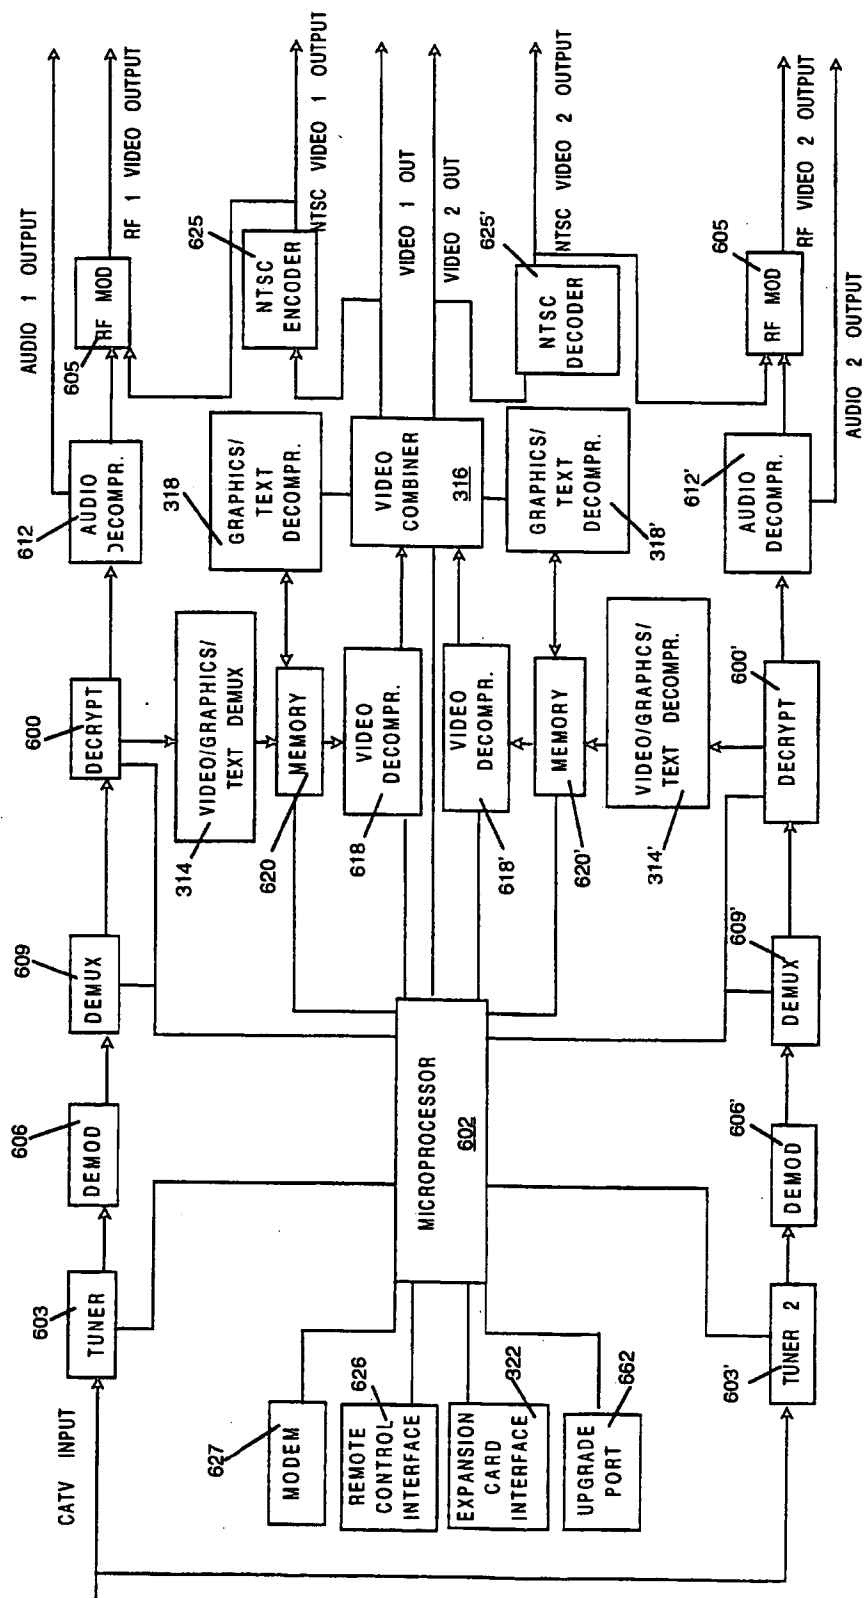 CATV INPUT
603
TUNER
606
DEMOD
609
DEMUX
600
DECRYPT
612
AUDIO
DECOMPR.
AUDIO 1 OUTPUT
605
RF MOD
RF 1 VIDEO OUTPUT
314
VIDEO/GRAPHICS/
TEXT DEMUX
318
GRAPHICS/
TEXT
DECOMPR.
625
NTSC
ENCODER
NTSC VIDEO 1 OUTPUT
620
MEMORY
618
VIDEO
DECOMPR.
VIDEO
COMBINER
316
VIDEO 1 OUT
VIDEO 2 OUT
627
MODEM
626
REMOTE
CONTROL
INTERFACE
322
EXPANSION
CARD
INTERFACE
662
UPGRADE
PORT
MICROPROCESSOR
602
618'
VIDEO
DECOMPR.
620'
MEMORY
318'
GRAPHICS/
TEXT
DECOMPR.
625'
NTSC
DECODER
NTSC VIDEO 2 OUTPUT
314'
VIDEO/GRAPHCS/
TEXT DECOMPR.
603'
TUNER 2
606'
DEMOD
609'
DEMUX
600'
DECRYPT
612'
AUDIO
DECOMPR.
605
RF MOD
RF VIDEO 2 OUTPUT
AUDIO 2 OUTPUT